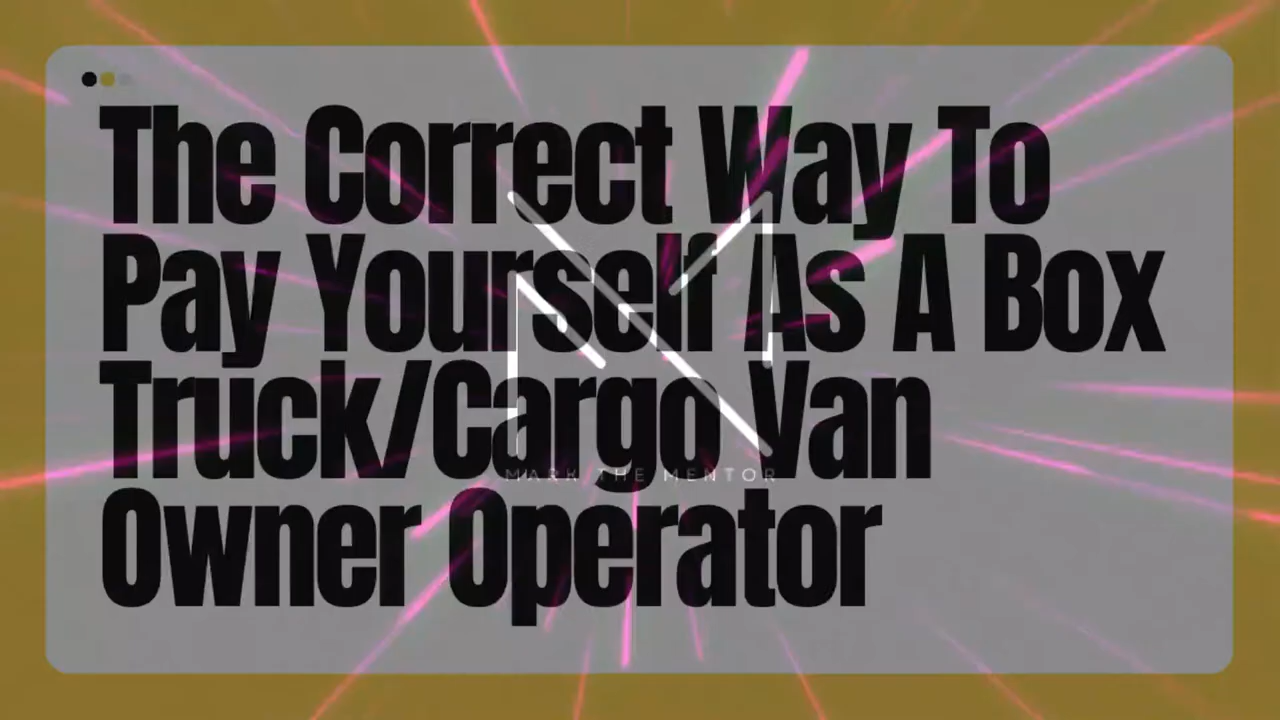 The Correct Way To
Pay Yourself As A Box
Truck/Cargo Van
MARK THE MENTOR
Owner Operator